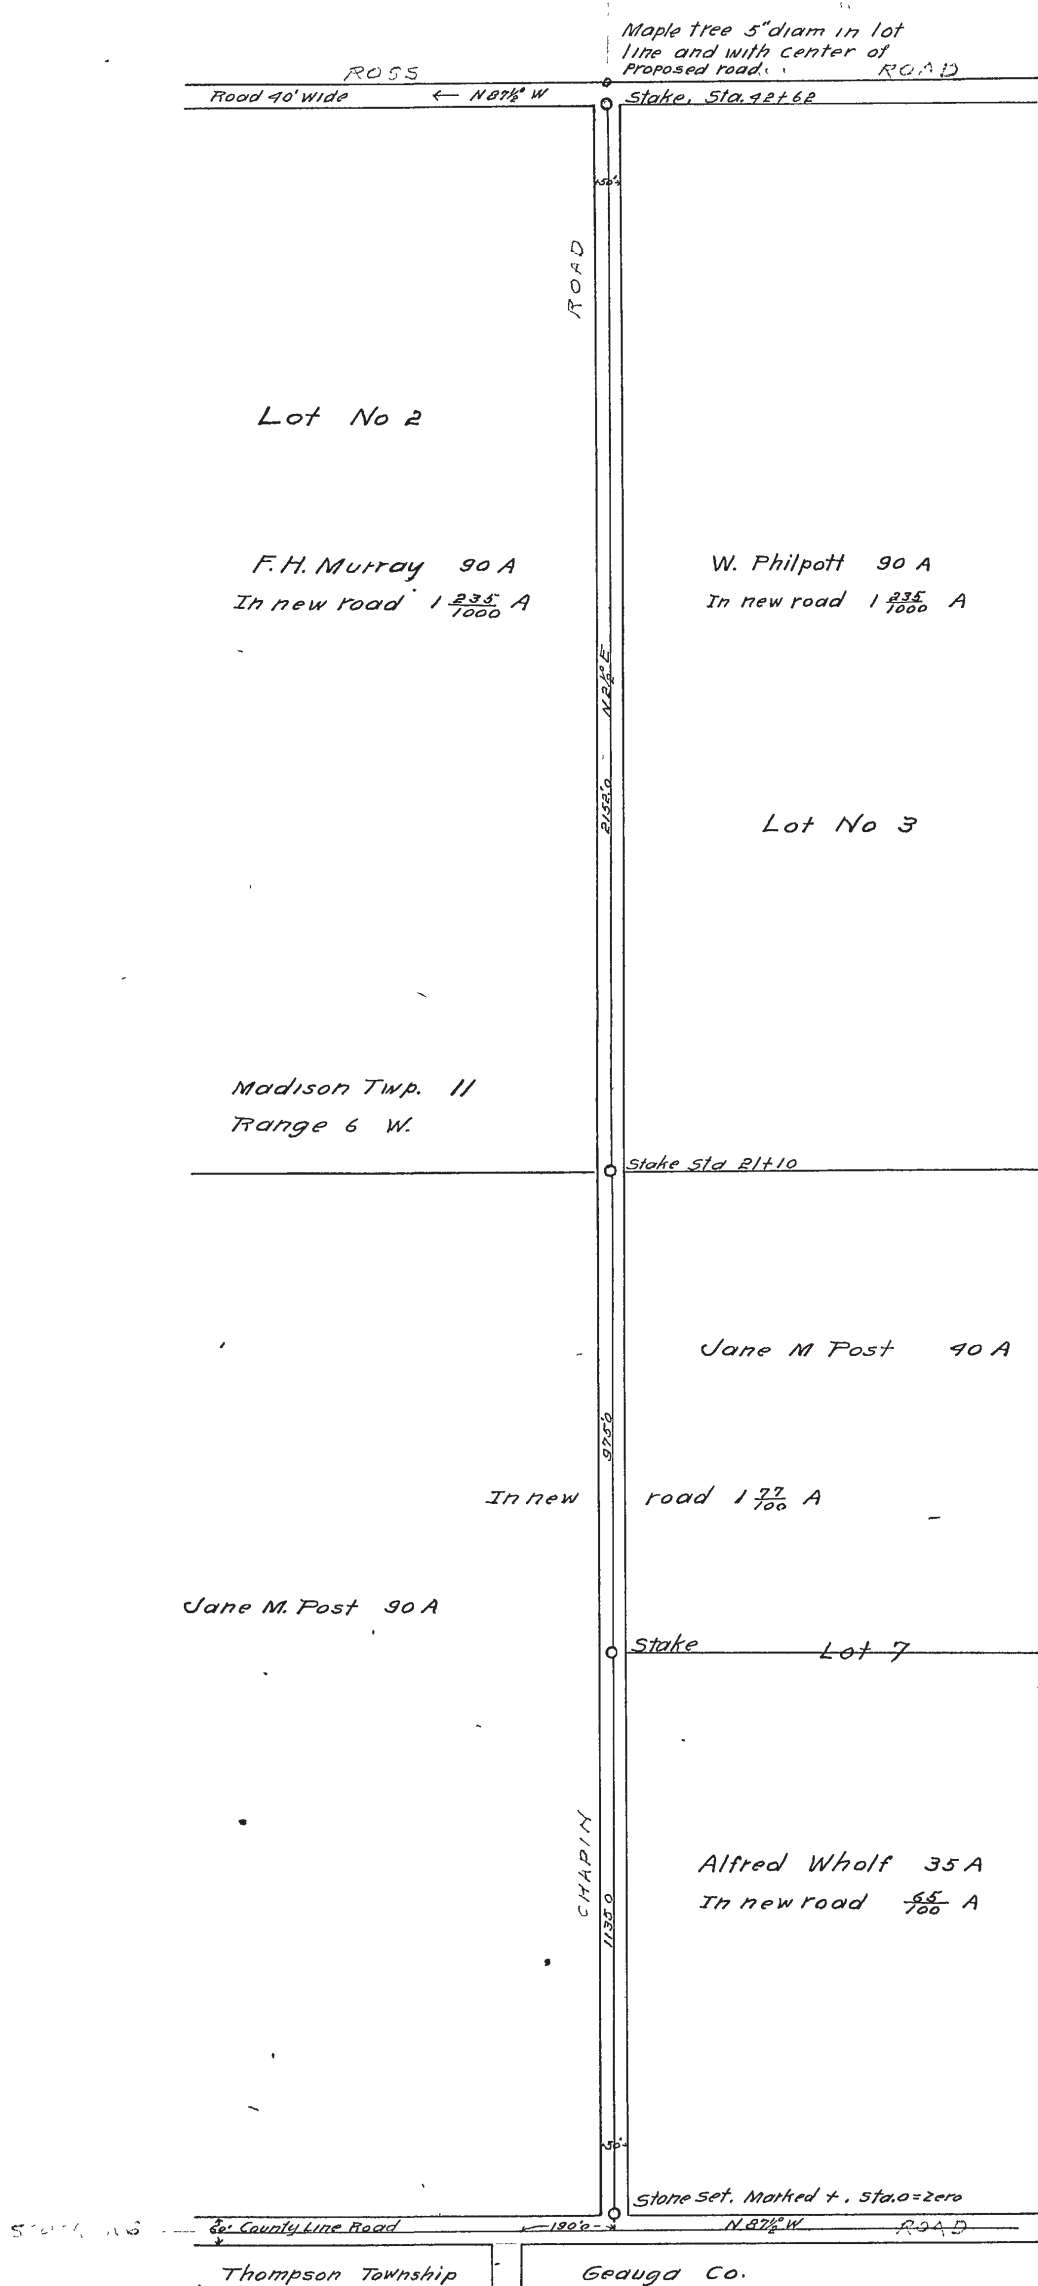 Maple tree 5" diam in lot
line and with center of
Proposed road.
ROSS ROAD
Road 40' wide ← N 87½° W
Stake, Sta. 42+62
50'
ROAD
Lot No 2
F. H. Murray 90 A
In new road 1 235/1000 A
W. Philpott 90 A
In new road 1 235/1000 A
2152.0 - N 2½° E
Lot No 3
Madison Twp. 11
Range 6 W.
Stake Sta 21+10
Jane M Post 40 A
975.0
In new road 1 77/100 A
Jane M. Post 90 A
Stake
Lot 7
CHAPIN
1135.0
Alfred Wholf 35 A
In new road 65/100 A
50'
Stone set. Marked +. Sta. 0 = zero
60' County Line Road
190.0
N 87½° W
ROAD
Thompson Township
Geauga Co.